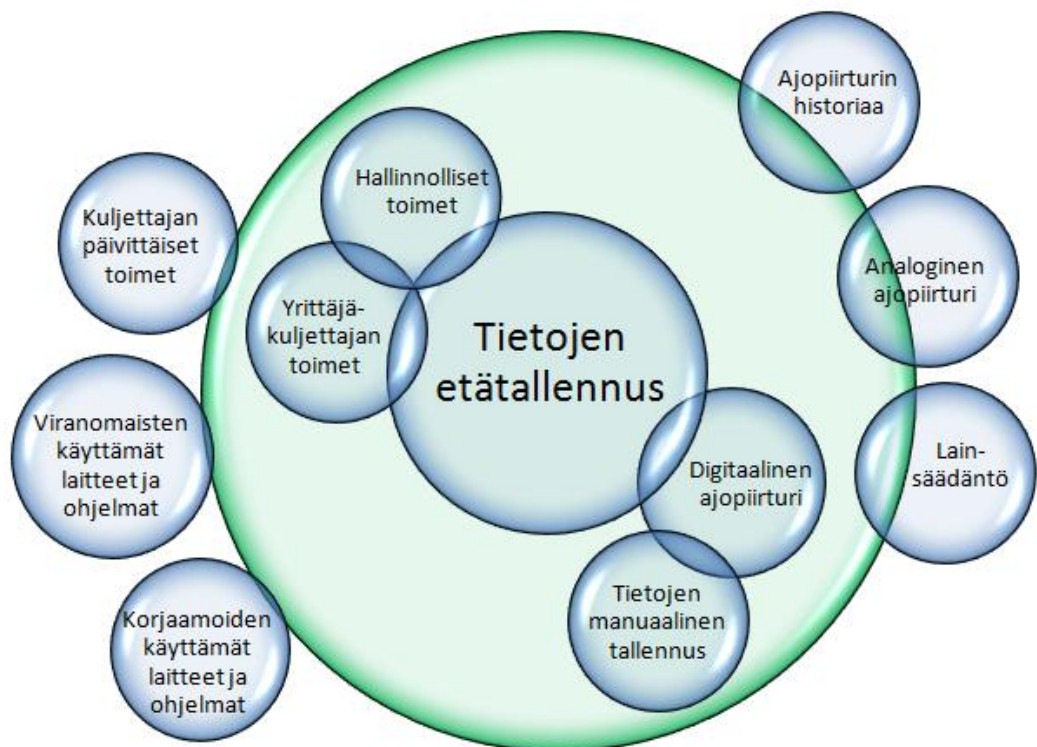 Ajopiirturin
historiaa
Hallinnolliset
toimet
Kuljettajan
päivittäiset
toimet
Analoginen
ajopiirturi
Yrittäjä-
kuljettajan
toimet
Tietojen
etätallennus
Viranomaisten
käyttämät
laitteet ja
ohjelmat
Digitaalinen
ajopiirturi
Lain-
säädäntö
Tietojen
manuaalinen
tallennus
Korjaamoiden
käyttämät
laitteet ja
ohjelmat